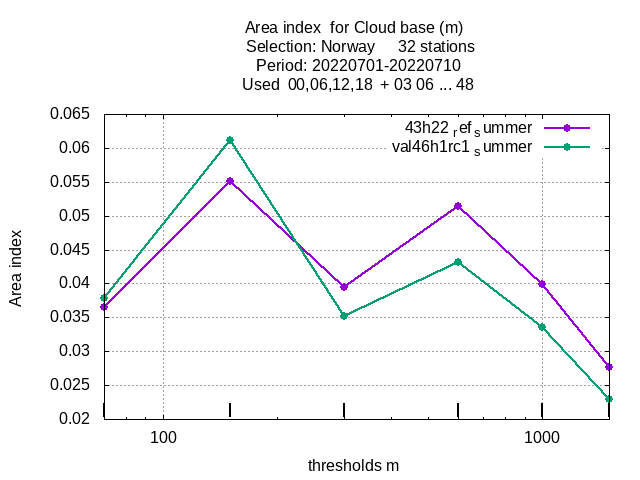 Area index  for Cloud base (m)
Selection: Norway     32 stations
Period: 20220701-20220710
Used  00,06,12,18  + 03 06 ... 48
0.065
0.06
0.055
0.05
0.045
0.04
0.035
0.03
0.025
0.02
Area index
43h22 ref summer
val46h1rc1 summer
100
1000
thresholds m